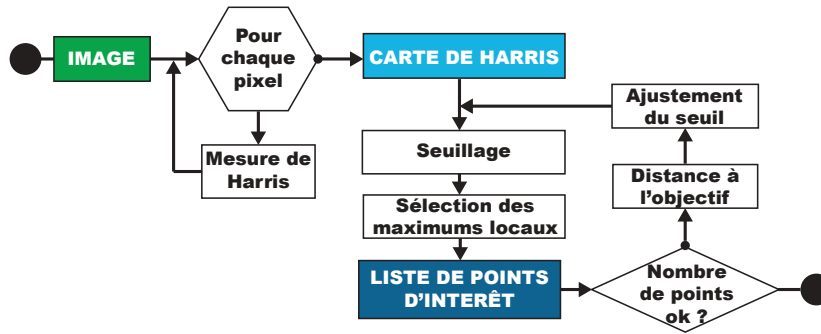 IMAGE
Pour
chaque
pixel
Mesure de
Harris
CARTE DE HARRIS
Seuillage
Sélection des
maximums locaux
LISTE DE POINTS
D'INTERÊT
Nombre
de points
ok ?
Distance à
l'objectif
Ajustement
du seuil